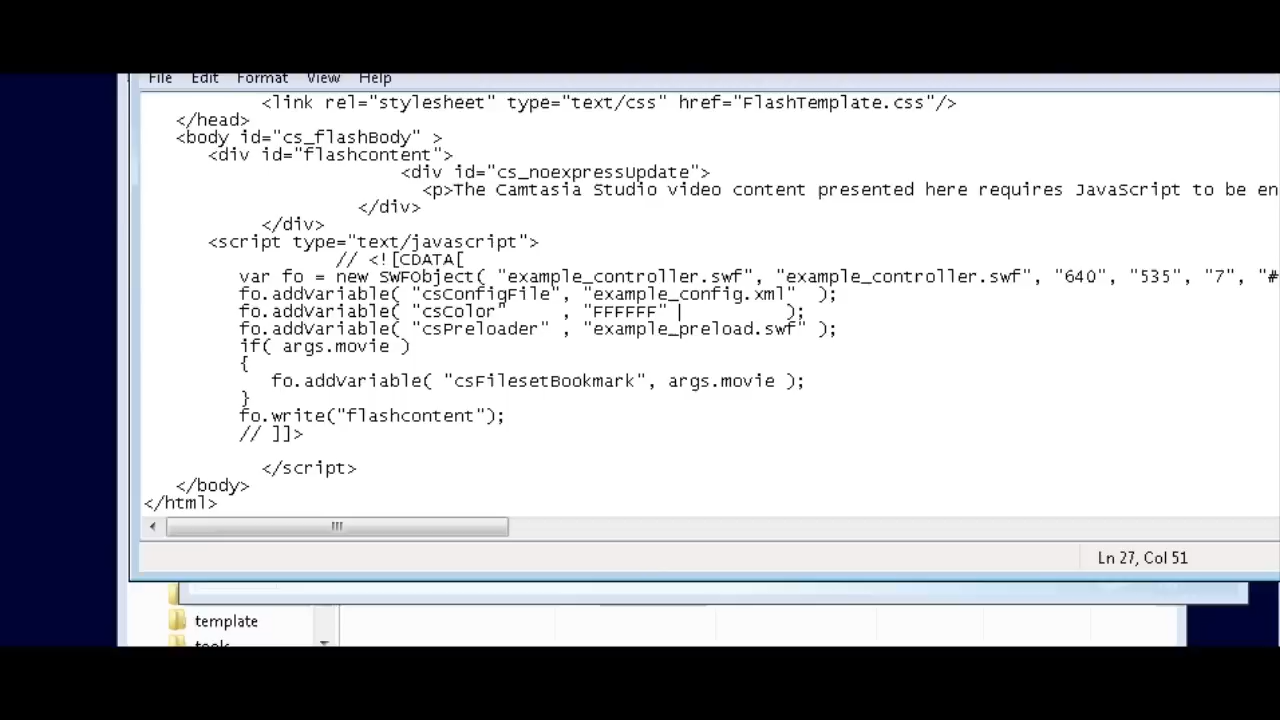 File Edit Format View Help
<link rel="stylesheet" type="text/css" href="FlashTemplate.css"/>
</head>
<body id="cs_flashBody" >
<div id="flashcontent">
<div id="cs_noexpressUpdate">
<p>The Camtasia Studio video content presented here requires JavaScript to be en
</div>
</div>
<script type="text/javascript">
// <![CDATA[
var fo = new SWFObject( "example_controller.swf", "example_controller.swf", "640", "535", "7", "#
fo.addVariable( "csConfigFile", "example_config.xml" );
fo.addVariable( "csColor" , "FFFFFF" );
fo.addVariable( "csPreloader" , "example_preload.swf" );
if( args.movie )
{
fo.addVariable( "csFilesetBookmark", args.movie );
}
fo.write("flashcontent");
// ]]>
</script>
</body>
</html>
Ln 27, Col 51
template
tools